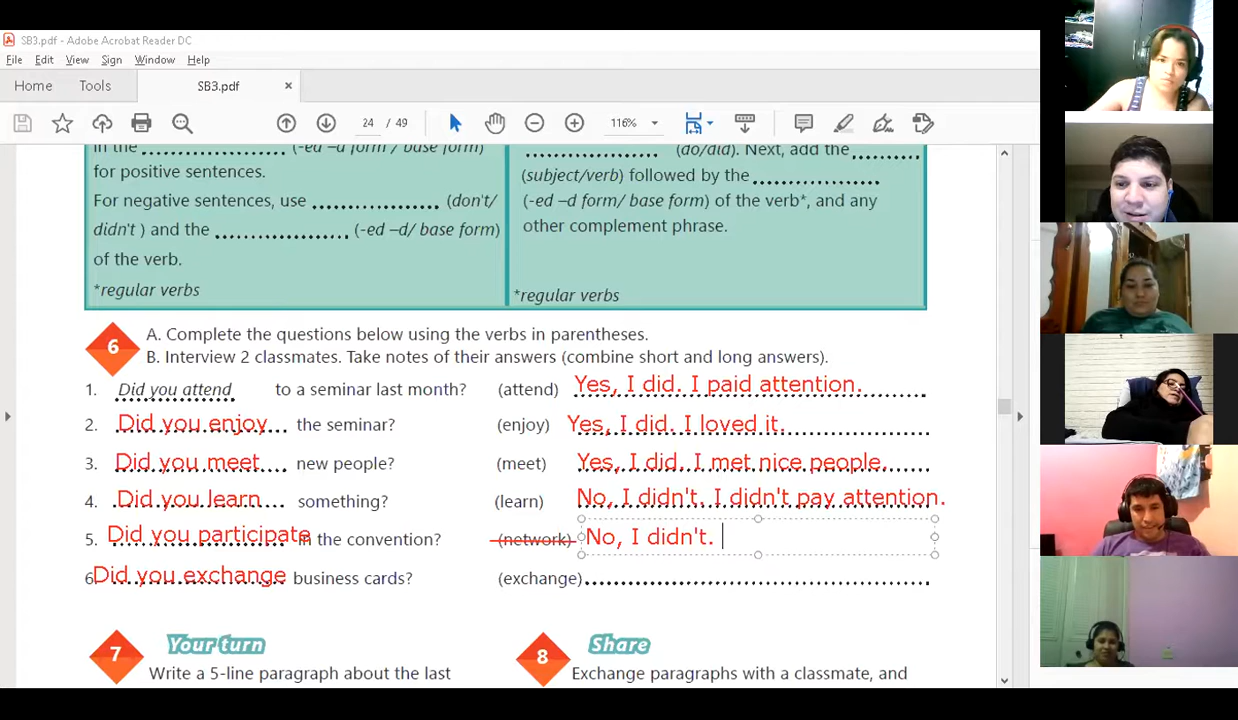 SB3.pdf - Adobe Acrobat Reader DC
File Edit View Sign Window Help
Home Tools SB3.pdf ×
24 / 49 116%
in the (-ed –d form / base form)
for positive sentences.
For negative sentences, use (don't/
didn't ) and the (-ed –d/ base form)
of the verb.
*regular verbs
(do/did). Next, add the
(subject/verb) followed by the
(-ed –d form/ base form) of the verb*, and any
other complement phrase.
*regular verbs
6 A. Complete the questions below using the verbs in parentheses.
B. Interview 2 classmates. Take notes of their answers (combine short and long answers).
1. Did you attend to a seminar last month? (attend) Yes, I did. I paid attention.
2. Did you enjoy the seminar? (enjoy) Yes, I did. I loved it.
3. Did you meet new people? (meet) Yes, I did. I met nice people.
4. Did you learn something? (learn) No, I didn't. I didn't pay attention.
5. Did you participate in the convention? (network) No, I didn't.
6. Did you exchange business cards? (exchange)
7 Your turn
Write a 5-line paragraph about the last
8 Share
Exchange paragraphs with a classmate, and